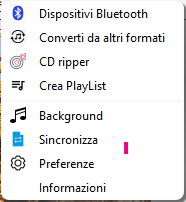 Dispositivi Bluetooth
Converti da altri formati
CD ripper
Crea PlayList
Background
Sincronizza
Preferenze
Informazioni